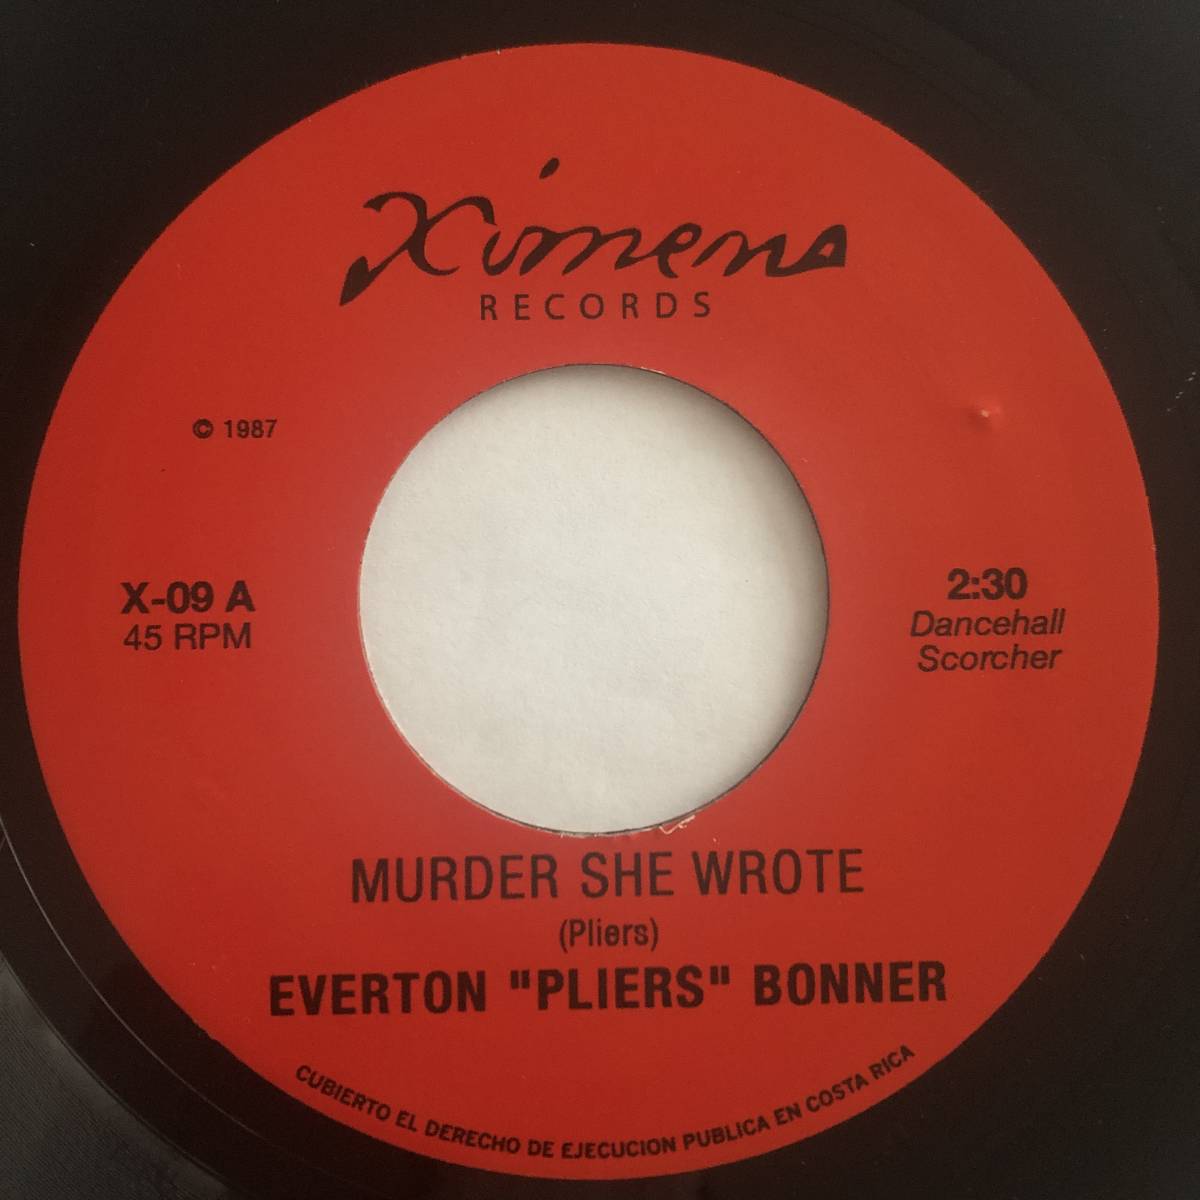 Ximena
RECORDS
© 1987
X-09 A
45 RPM
2:30
Dancehall
Scorcher
MURDER SHE WROTE
(Pliers)
EVERTON "PLIERS" BONNER
CUBIERTO EL DERECHO DE EJECUCION PUBLICA EN COSTA RICA